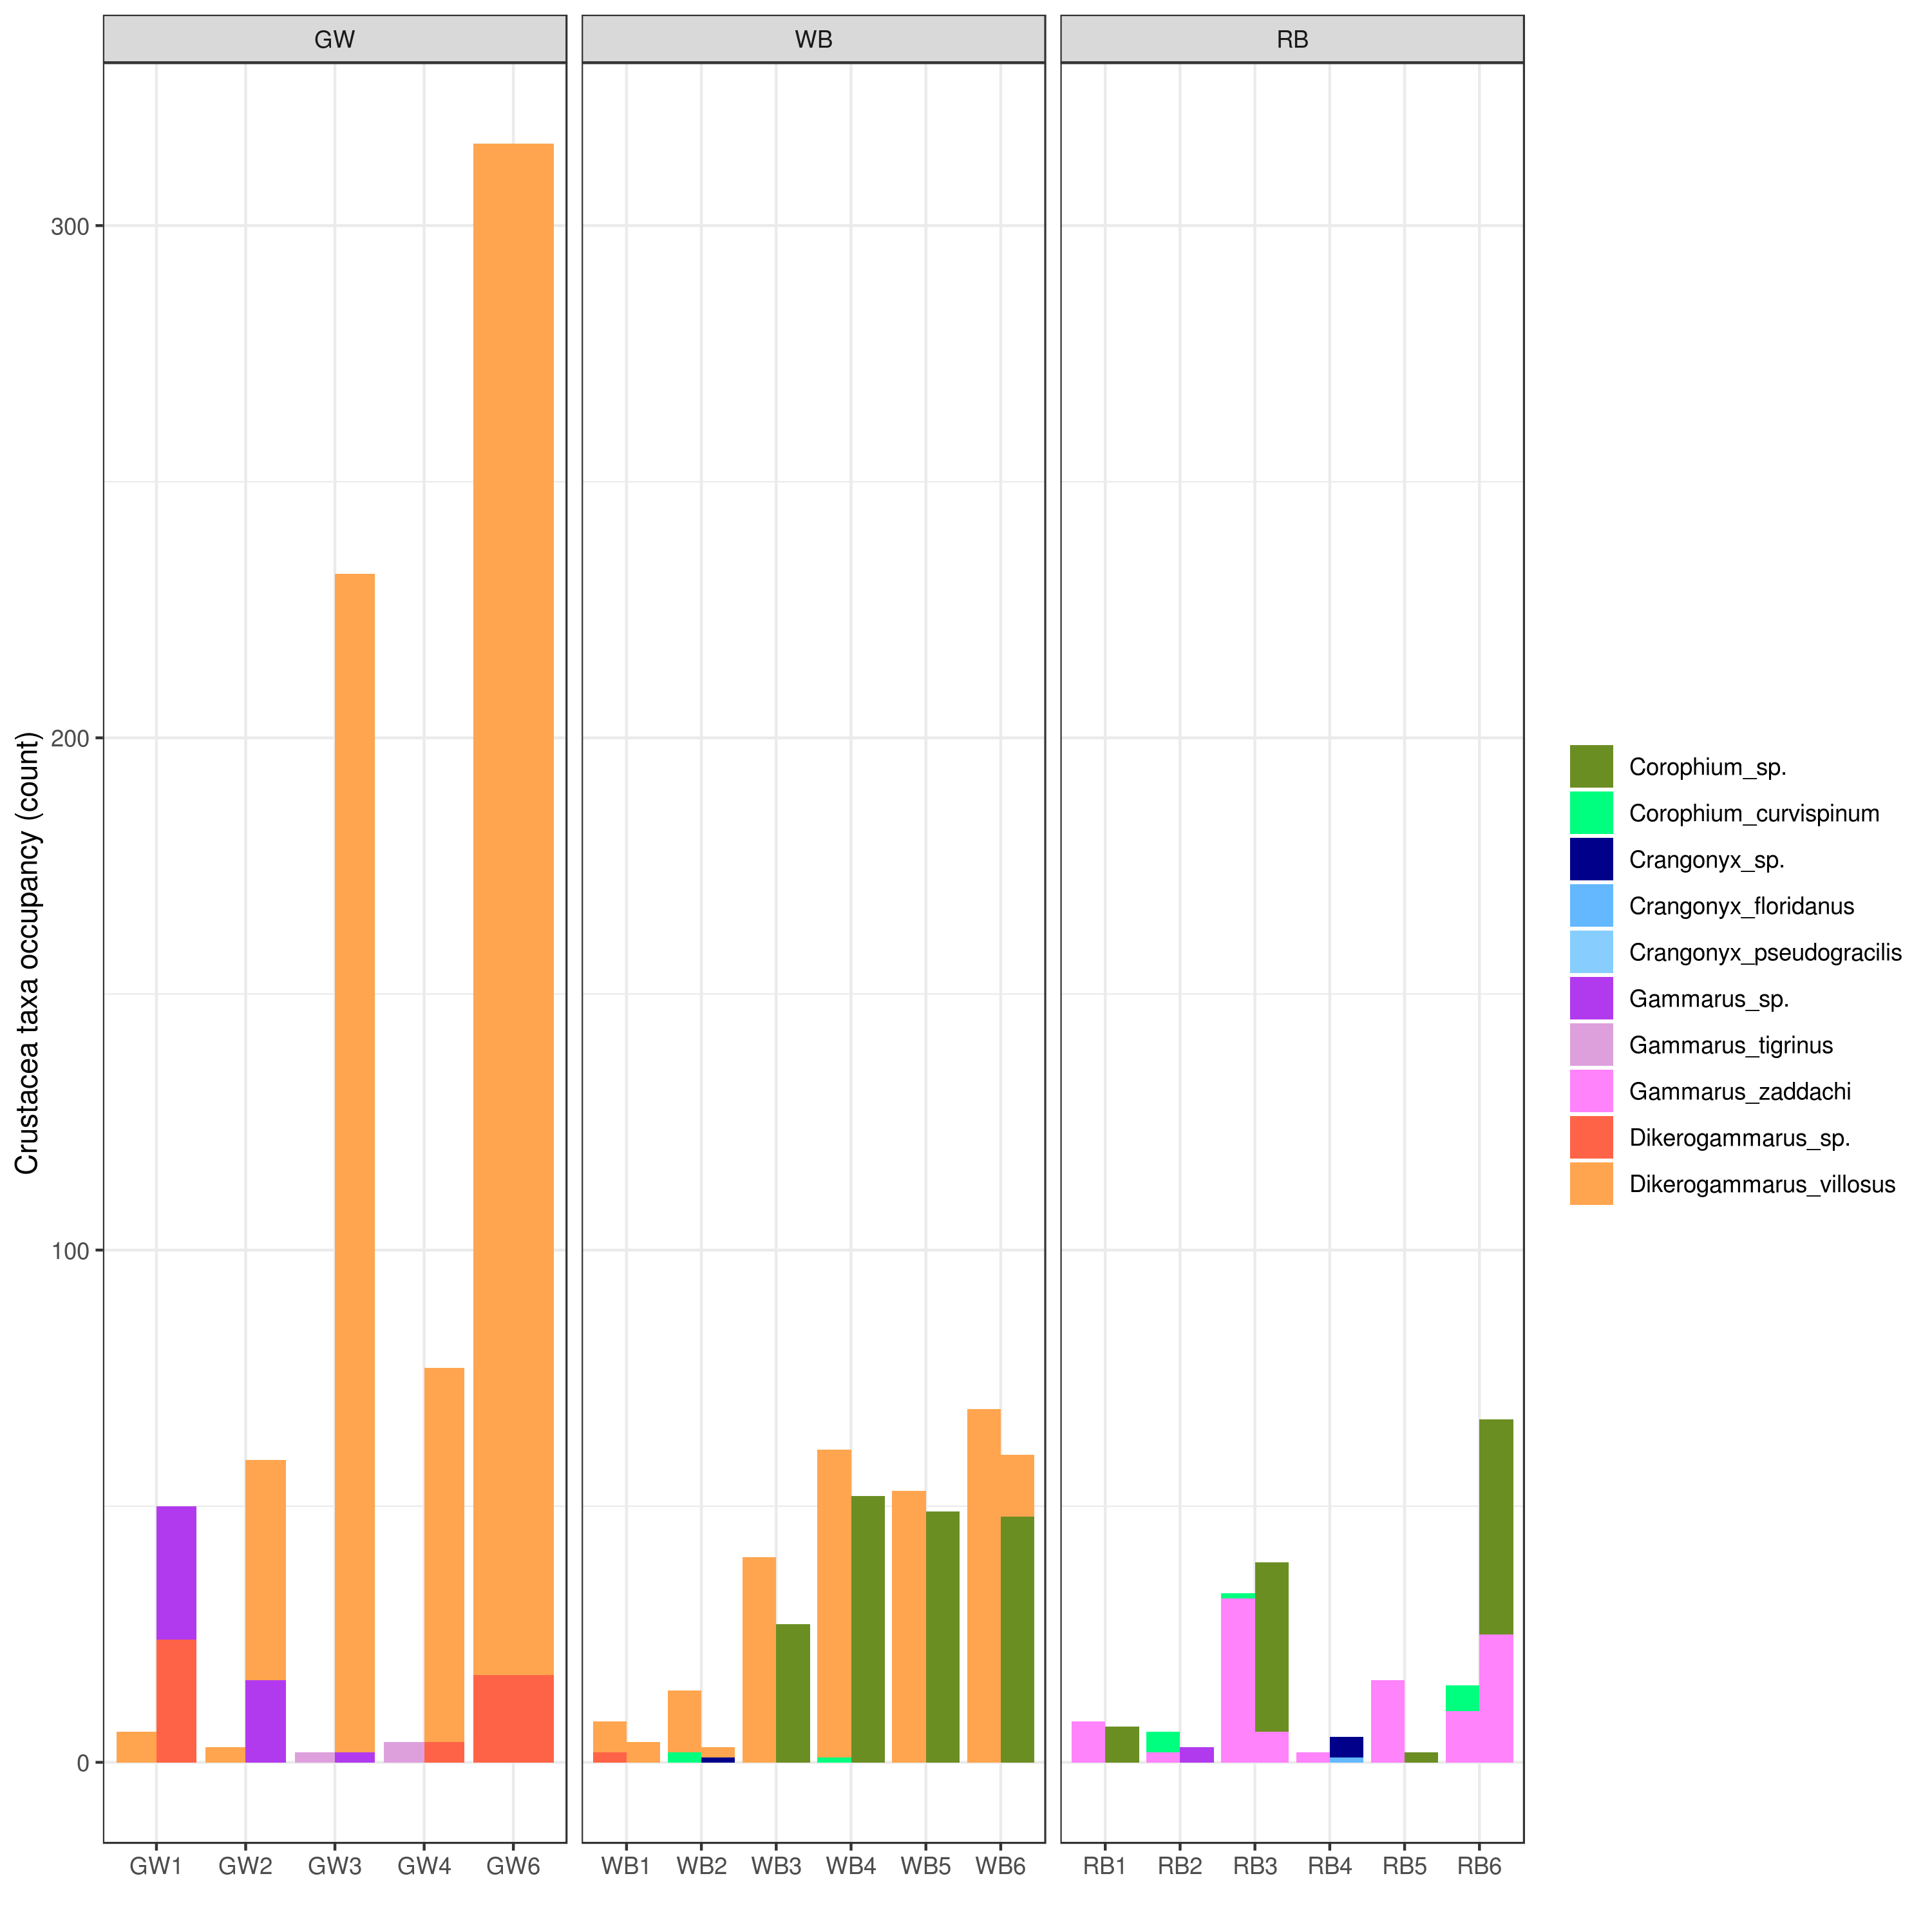 GW WB RB
300
200
100
0
Crustacea taxa occupancy (count)
GW1 GW2 GW3 GW4 GW6 WB1 WB2 WB3 WB4 WB5 WB6 RB1 RB2 RB3 RB4 RB5 RB6
Corophium_sp.
Corophium_curvispinum
Crangonyx_sp.
Crangonyx_floridanus
Crangonyx_pseudogracilis
Gammarus_sp.
Gammarus_tigrinus
Gammarus_zaddachi
Dikerogammarus_sp.
Dikerogammarus_villosus